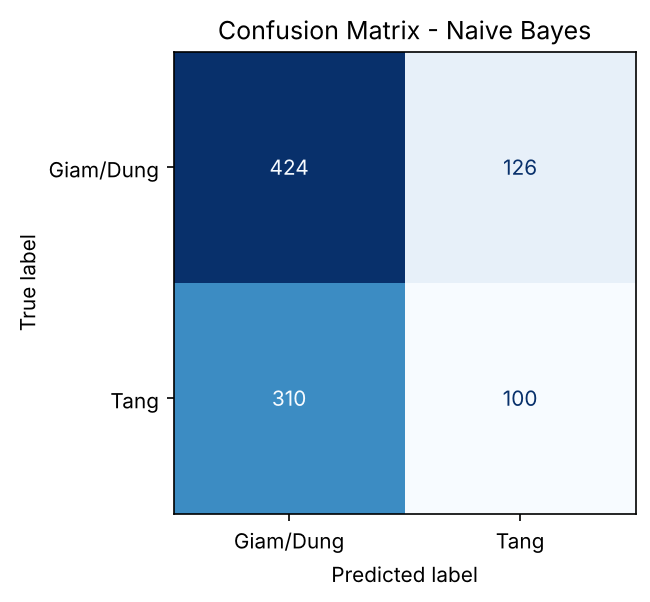 Confusion Matrix - Naive Bayes
Giam/Dung
424
126
True label
Tang
310
100
Giam/Dung
Tang
Predicted label